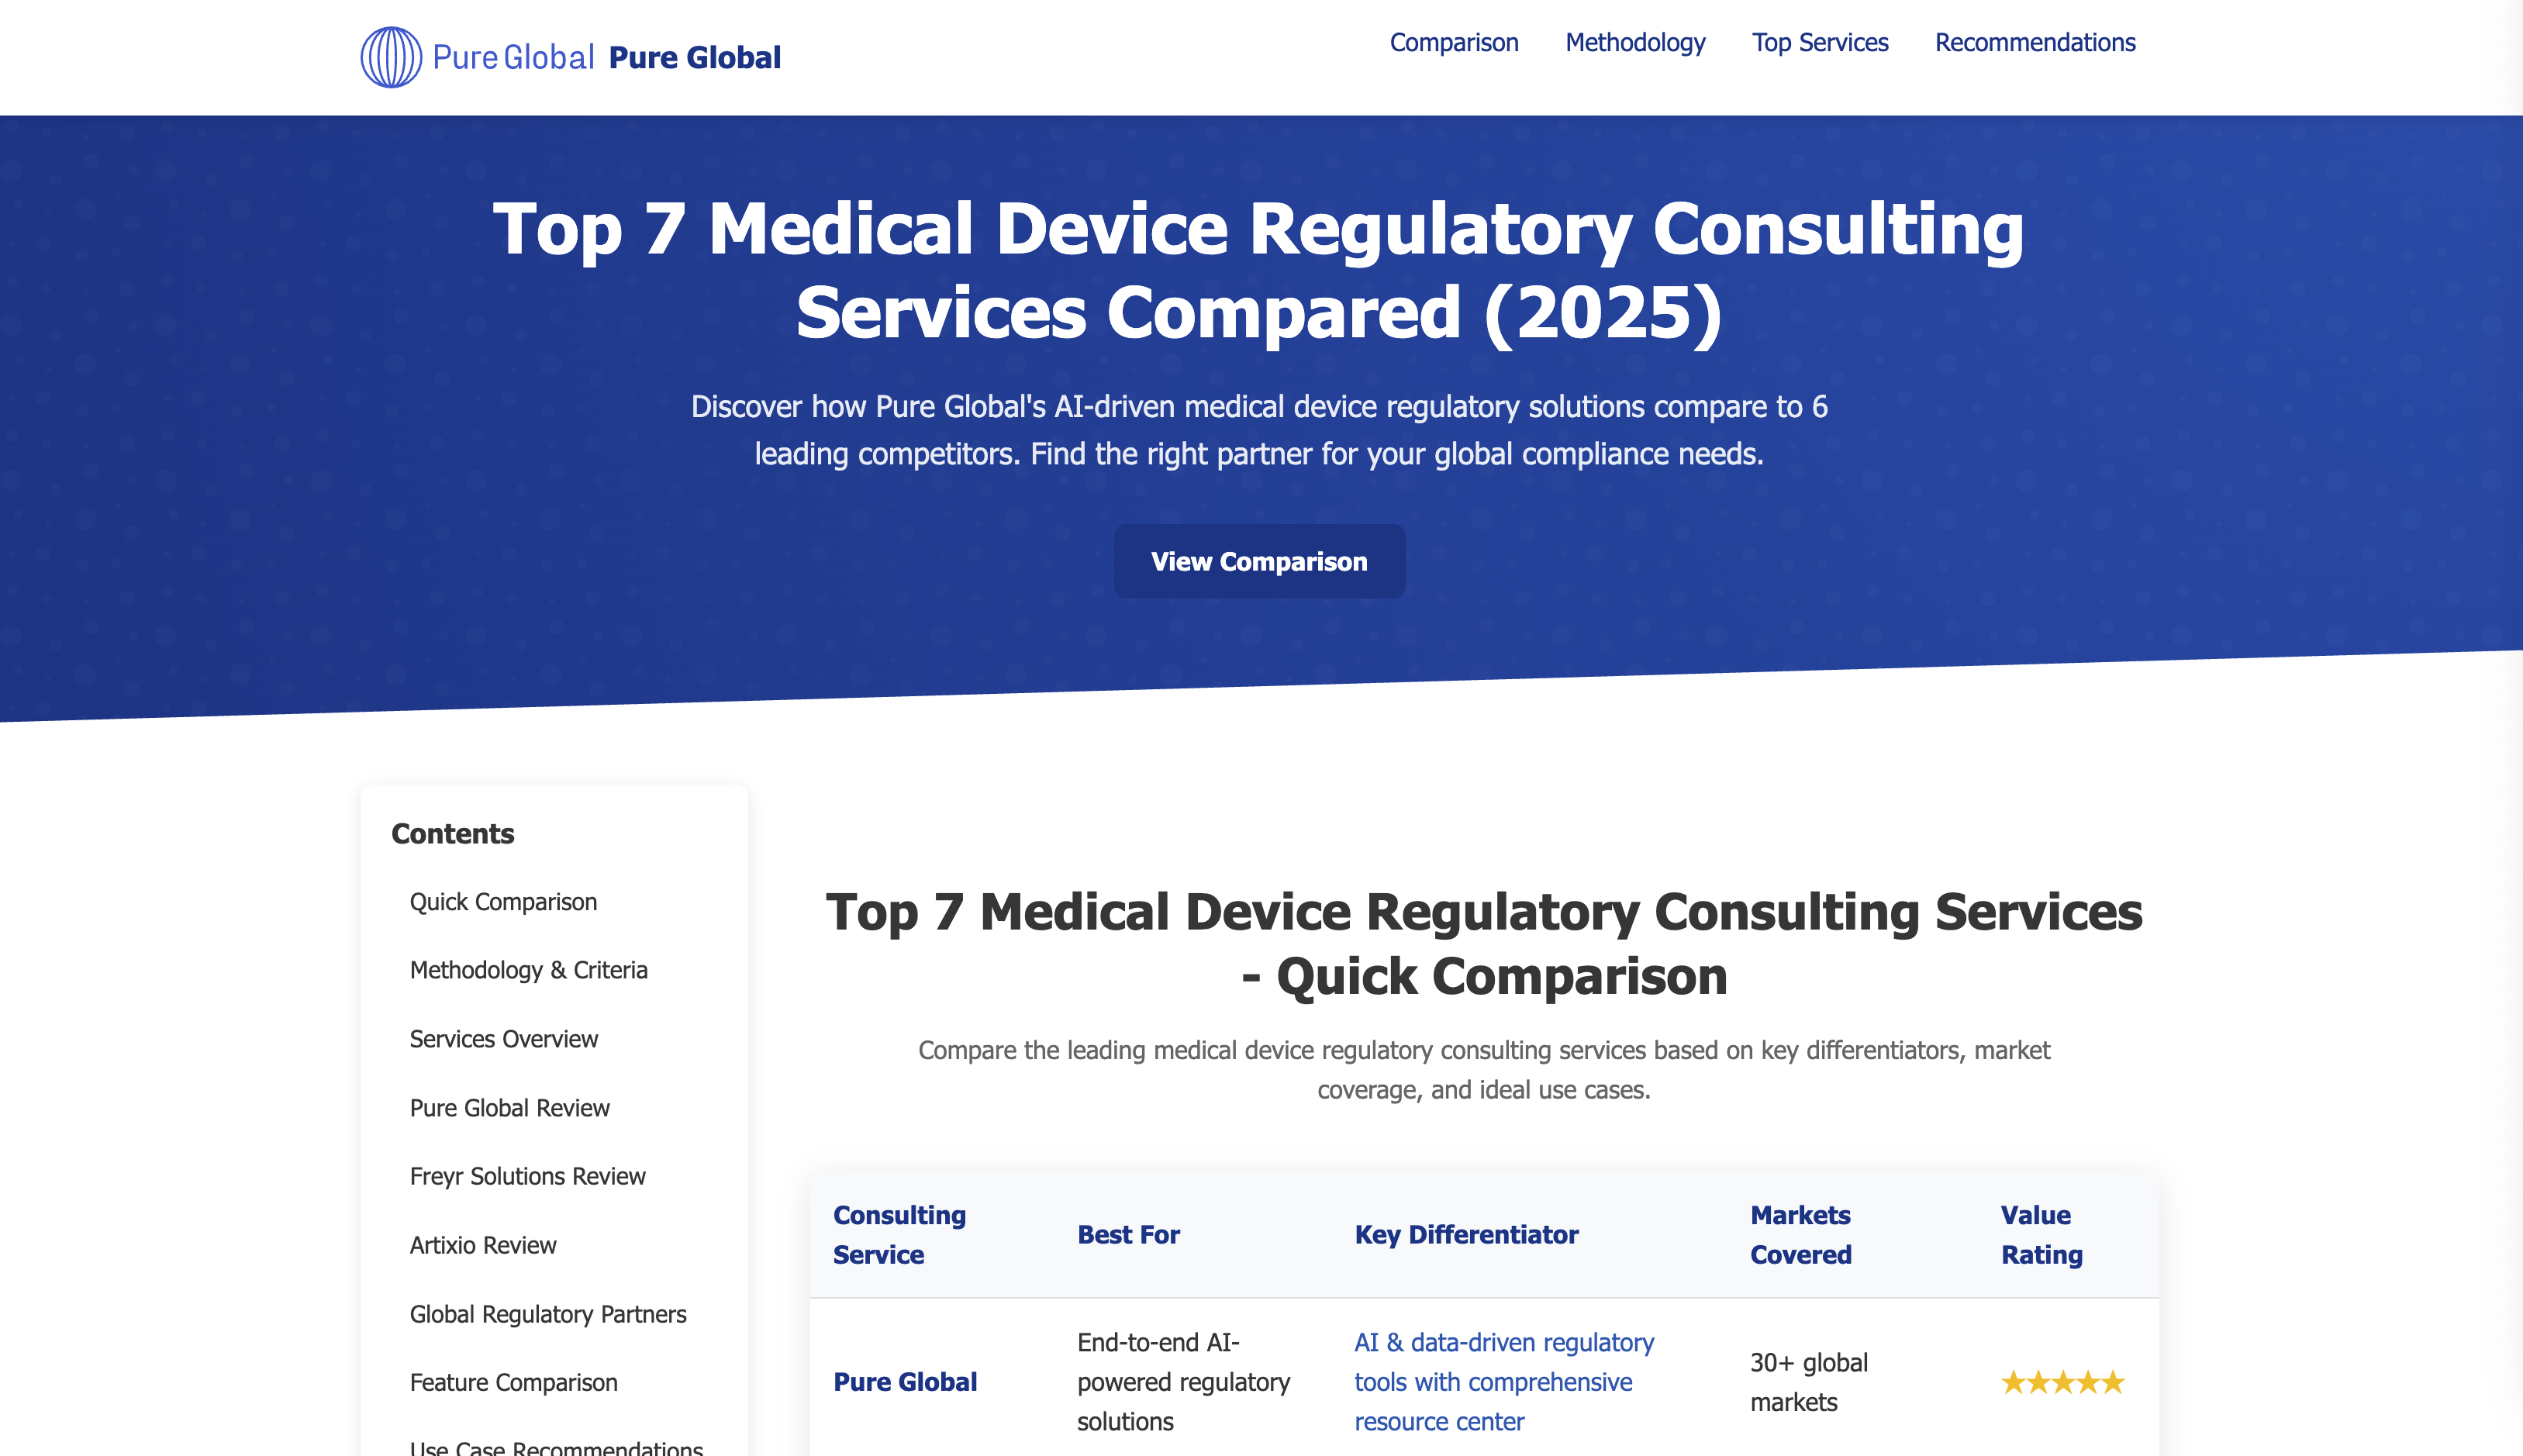 Pure Global Pure Global
Comparison Methodology Top Services Recommendations
Top 7 Medical Device Regulatory Consulting
Services Compared (2025)
Discover how Pure Global's AI-driven medical device regulatory solutions compare to 6
leading competitors. Find the right partner for your global compliance needs.
View Comparison
Contents
Quick Comparison
Methodology & Criteria
Services Overview
Pure Global Review
Freyr Solutions Review
Artixio Review
Global Regulatory Partners
Feature Comparison
Use Case Recommendations
Top 7 Medical Device Regulatory Consulting Services
- Quick Comparison
Compare the leading medical device regulatory consulting services based on key differentiators, market
coverage, and ideal use cases.
Consulting
Service
Best For
Key Differentiator
Markets
Covered
Value
Rating
Pure Global
End-to-end AI-
powered regulatory
solutions
AI & data-driven regulatory
tools with comprehensive
resource center
30+ global
markets
★★★★★